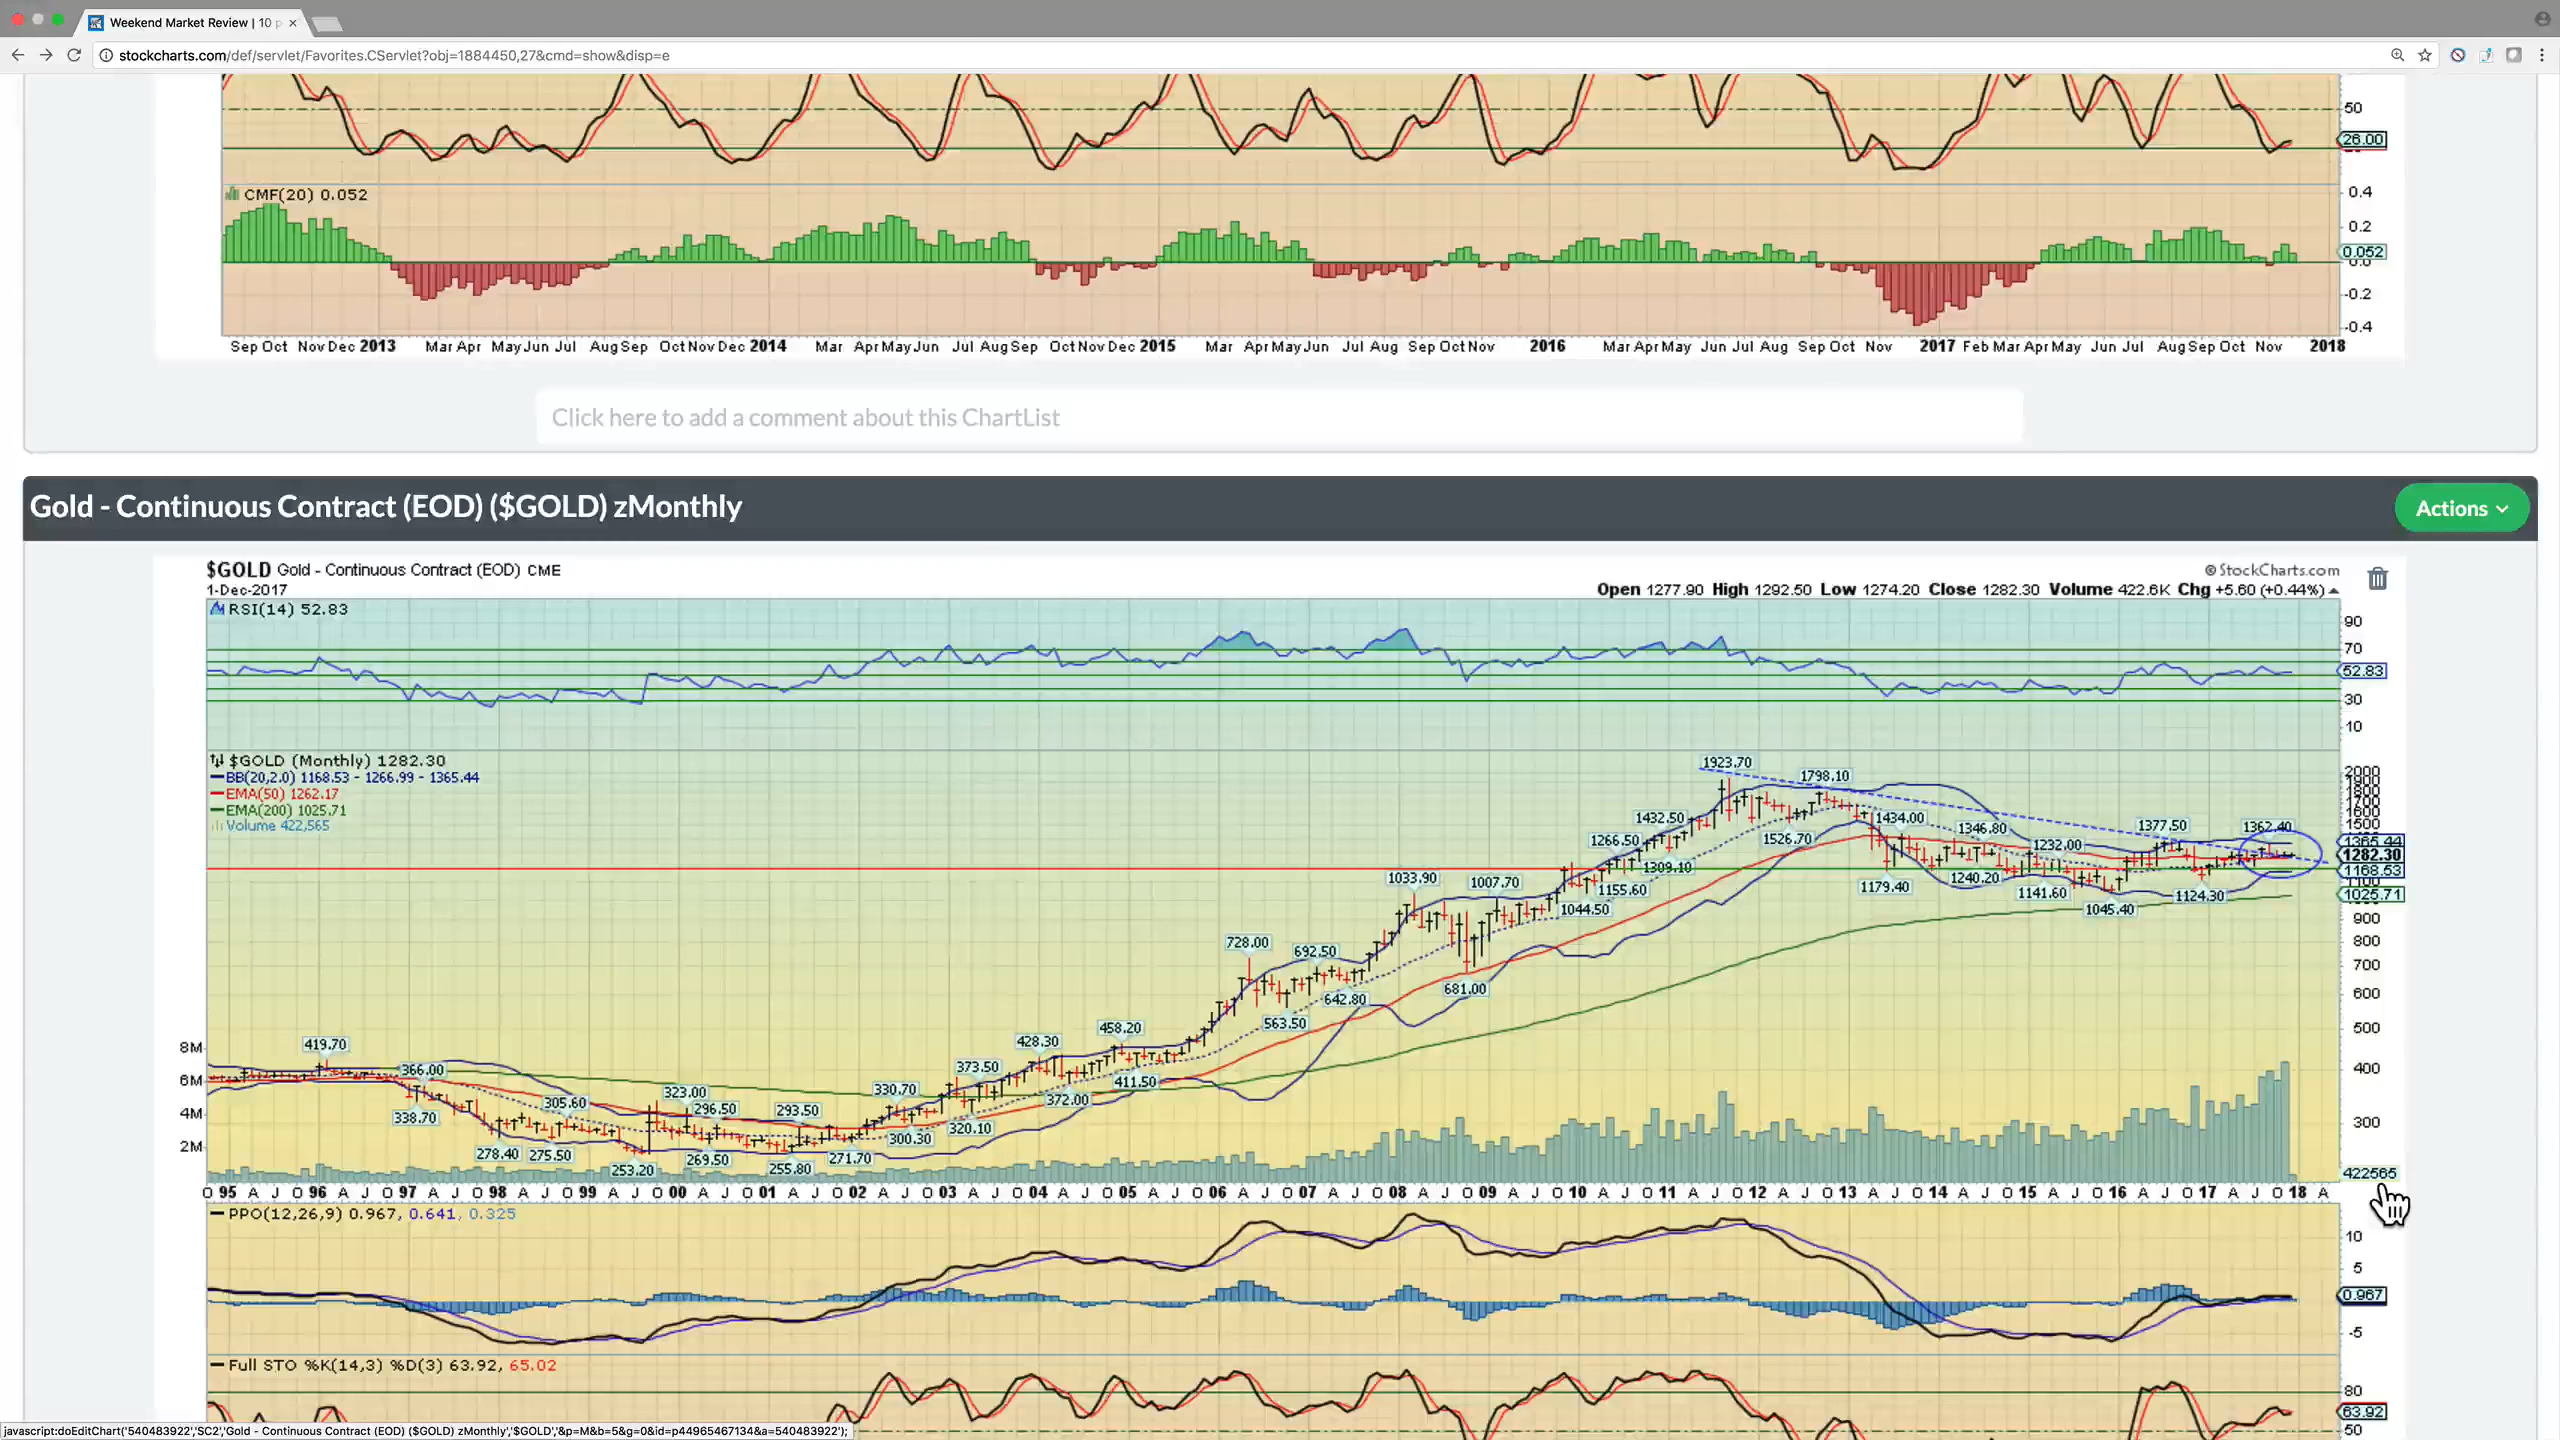 Weekend Market Review | 10 p
stockcharts.com/def/servlet/Favorites.CServlet?obj=1884450,27&cmd=show&disp=e
50
26.00
CMF(20) 0.052
0.4
0.2
0.052
0.0
-0.2
-0.4
Sep Oct Nov Dec 2013 Mar Apr May Jun Jul Aug Sep Oct Nov Dec 2014 Mar Apr May Jun Jul Aug Sep Oct Nov Dec 2015 Mar Apr May Jun Jul Aug Sep Oct Nov 2016 Mar Apr May Jun Jul Aug Sep Oct Nov 2017 Feb Mar Apr May Jun Jul Aug Sep Oct Nov 2018
Click here to add a comment about this ChartList
Gold - Continuous Contract (EOD) ($GOLD) zMonthly
Actions
$GOLD Gold - Continuous Contract (EOD) CME
© StockCharts.com
1-Dec-2017
Open 1277.90 High 1292.50 Low 1274.20 Close 1282.30 Volume 422.6K Chg +5.60 (+0.44%)
RSI(14) 52.83
90
70
52.83
30
10
$GOLD (Monthly) 1282.30
BB(20,2.0) 1168.53 - 1266.99 - 1365.44
EMA(50) 1262.17
EMA(200) 1025.71
Volume 422,565
1923.70
1798.10
1432.50 1434.00 1346.80 1377.50 1362.40
1266.50 1526.70 1232.00
1309.10
1033.90 1007.70 1155.60 1179.40 1240.20 1141.60 1124.30
1044.50 1045.40
728.00 692.50
681.00
642.80
563.50
419.70 428.30 458.20
366.00 373.50
411.50
323.00 330.70 372.00
338.70 305.60 296.50 293.50
300.30 320.10
278.40 275.50 253.20 269.50 255.80 271.70
2000
1900
1800
1700
1600
1500
1365.44
1282.30
1168.53
1100
1025.71
900
800
700
600
500
400
300
422565
8M
6M
4M
2M
O 95 A J O 96 A J O 97 A J O 98 A J O 99 A J O 00 A J O 01 A J O 02 A J O 03 A J O 04 A J O 05 A J O 06 A J O 07 A J O 08 A J O 09 A J O 10 A J O 11 A J O 12 A J O 13 A J O 14 A J O 15 A J O 16 A J O 17 A J O 18 A
PPO(12,26,9) 0.967, 0.641, 0.325
10
5
0.967
-5
Full STO %K(14,3) %D(3) 63.92, 65.02
80
63.92
50
javascript:doEditChart('540483922','SC2','Gold - Continuous Contract (EOD) ($GOLD) zMonthly','$GOLD','&p=M&b=5&g=0&id=p44965467134&a=540483922');